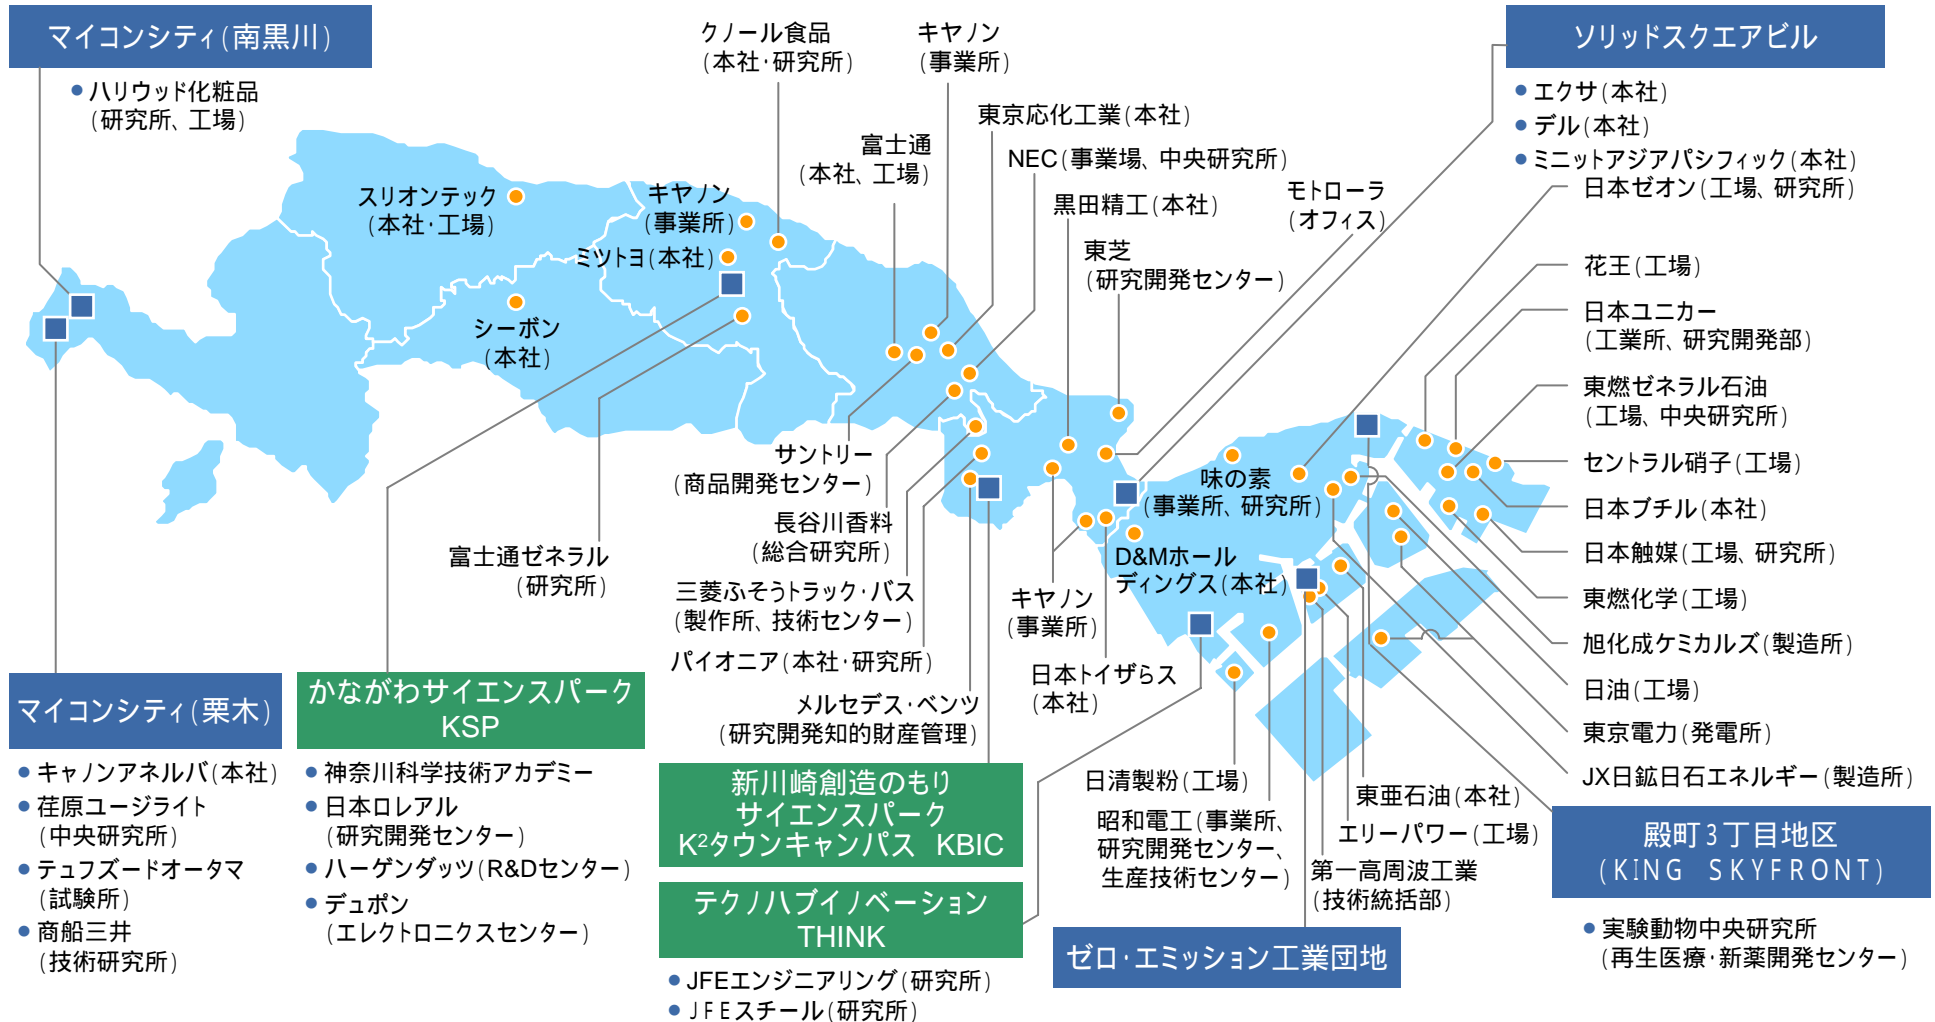 マイコンシティ(南黒川)
● ハリウッド化粧品
(研究所、工場)
スリオンテック
(本社・工場)
シーボン
(本社)
キヤノン
(事業所)
ミツトヨ(本社)
クノール食品
(本社・研究所)
キヤノン
(事業所)
富士通
(本社、工場)
東京応化工業(本社)
NEC(事業場、中央研究所)
黒田精工(本社)
東芝
(研究開発センター)
モトローラ
(オフィス)
ソリッドスクエアビル
● エクサ(本社)
● デル(本社)
● ミニットアジアパシフィック(本社)
日本ゼオン(工場、研究所)
花王(工場)
日本ユニカー
(工業所、研究開発部)
東燃ゼネラル石油
(工場、中央研究所)
セントラル硝子(工場)
日本ブチル(本社)
日本触媒(工場、研究所)
東燃化学(工場)
旭化成ケミカルズ(製造所)
日油(工場)
東京電力(発電所)
JX日鉱日石エネルギー(製造所)
味の素
(事業所、研究所)
D&Mホール
ディングス(本社)
サントリー
(商品開発センター)
長谷川香料
(総合研究所)
富士通ゼネラル
(研究所)
三菱ふそうトラック・バス
(製作所、技術センター)
パイオニア(本社・研究所)
メルセデス・ベンツ
(研究開発知的財産管理)
キヤノン
(事業所)
日本トイザらス
(本社)
日清製粉(工場)
昭和電工(事業所、
研究開発センター、
生産技術センター)
東亜石油(本社)
エリーパワー(工場)
第一高周波工業
(技術統括部)
マイコンシティ(栗木)
● キャノンアネルバ(本社)
● 荏原ユージライト
(中央研究所)
● テュフズードオータマ
(試験所)
● 商船三井
(技術研究所)
かながわサイエンスパーク
KSP
● 神奈川科学技術アカデミー
● 日本ロレアル
(研究開発センター)
● ハーゲンダッツ(R&Dセンター)
● デュポン
(エレクトロニクスセンター)
新川崎創造のもり
サイエンスパーク
K²タウンキャンパス KBIC
テクノハブイノベーション
THINK
● JFEエンジニアリング(研究所)
● JFEスチール(研究所)
ゼロ・エミッション工業団地
殿町3丁目地区
(KING SKYFRONT)
● 実験動物中央研究所
(再生医療・新薬開発センター)